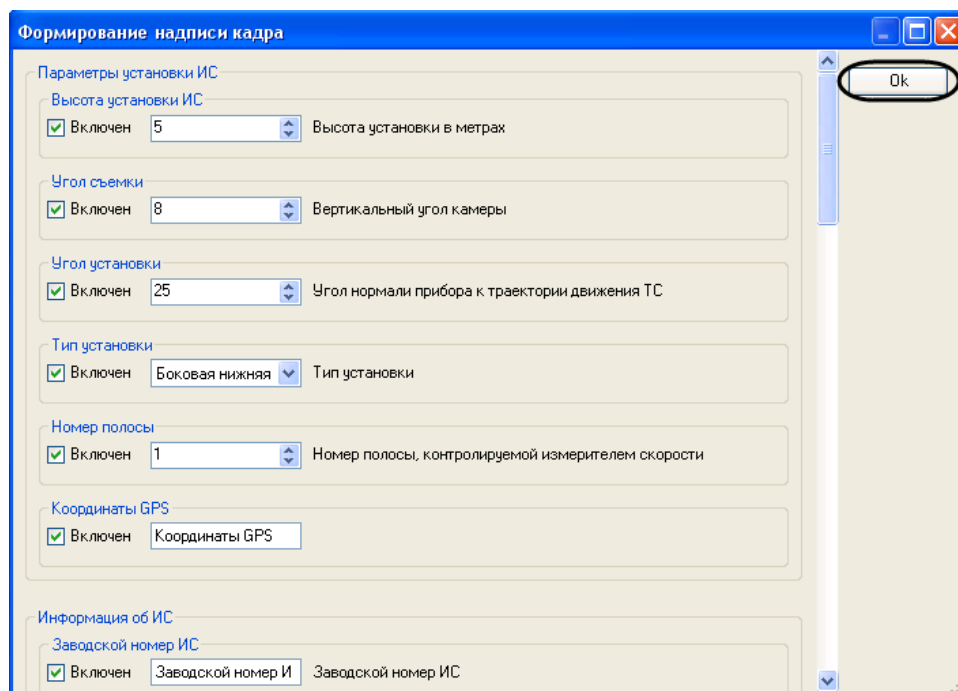 Формирование надписи кадра
Ok
Параметры установки ИС
Высота установки ИС
Включен 5 Высота установки в метрах
Угол съемки
Включен 8 Вертикальный угол камеры
Угол установки
Включен 25 Угол нормали прибора к траектории движения ТС
Тип установки
Включен Боковая нижняя Тип установки
Номер полосы
Включен 1 Номер полосы, контролируемой измерителем скорости
Координаты GPS
Включен Координаты GPS
Информация об ИС
Заводской номер ИС
Включен Заводской номер И Заводской номер ИС